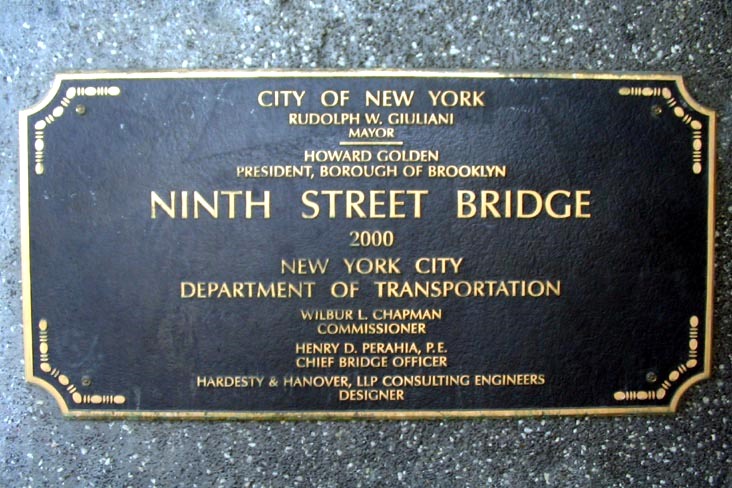 CITY OF NEW YORK
RUDOLPH W. GIULIANI
MAYOR
HOWARD GOLDEN
PRESIDENT, BOROUGH OF BROOKLYN
NINTH STREET BRIDGE
2000
NEW YORK CITY
DEPARTMENT OF TRANSPORTATION
WILBUR L. CHAPMAN
COMMISSIONER
HENRY D. PERAHIA, P.E.
CHIEF BRIDGE OFFICER
HARDESTY & HANOVER, LLP CONSULTING ENGINEERS
DESIGNER